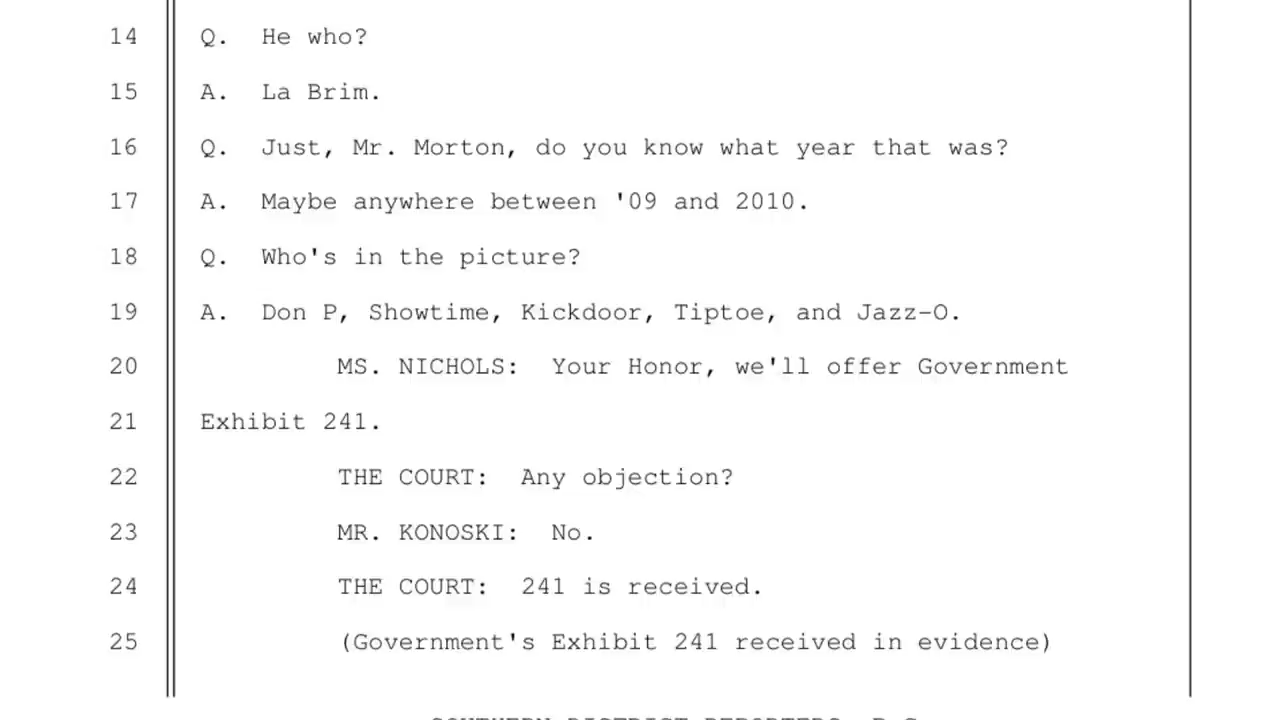 14 Q. He who?
15 A. La Brim.
16 Q. Just, Mr. Morton, do you know what year that was?
17 A. Maybe anywhere between '09 and 2010.
18 Q. Who's in the picture?
19 A. Don P, Showtime, Kickdoor, Tiptoe, and Jazz-O.
20 MS. NICHOLS: Your Honor, we'll offer Government
21 Exhibit 241.
22 THE COURT: Any objection?
23 MR. KONOSKI: No.
24 THE COURT: 241 is received.
25 (Government's Exhibit 241 received in evidence)
SOUTHERN DISTRICT REPORTERS, P.C.